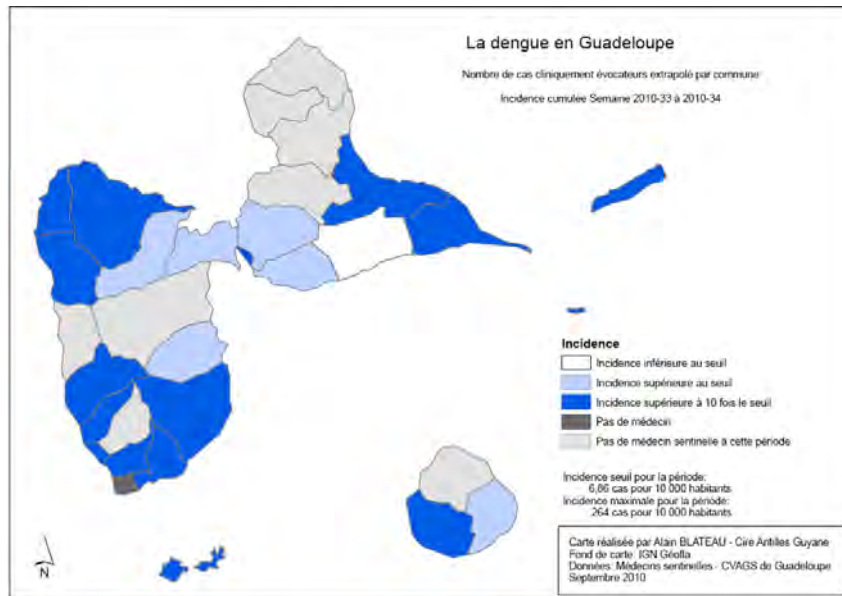 La dengue en Guadeloupe
Nombre de cas cliniquement évocateurs extrapolé par commune
Incidence cumulée Semaine 2010-33 à 2010-34
Incidence
Incidence inférieure au seuil
Incidence supérieure au seuil
Incidence supérieure à 10 fois le seuil
Pas de médecin
Pas de médecin sentinelle à cette période
Incidence seuil pour la période:
6,86 cas pour 10 000 habitants
Incidence maximale pour la période:
264 cas pour 10 000 habitants
Carte réalisée par Alain BLATEAU - Cire Antilles Guyane
Fond de carte: IGN Géofla
Données: Médecins sentinelles - CVAGS de Guadeloupe
Septembre 2010
N